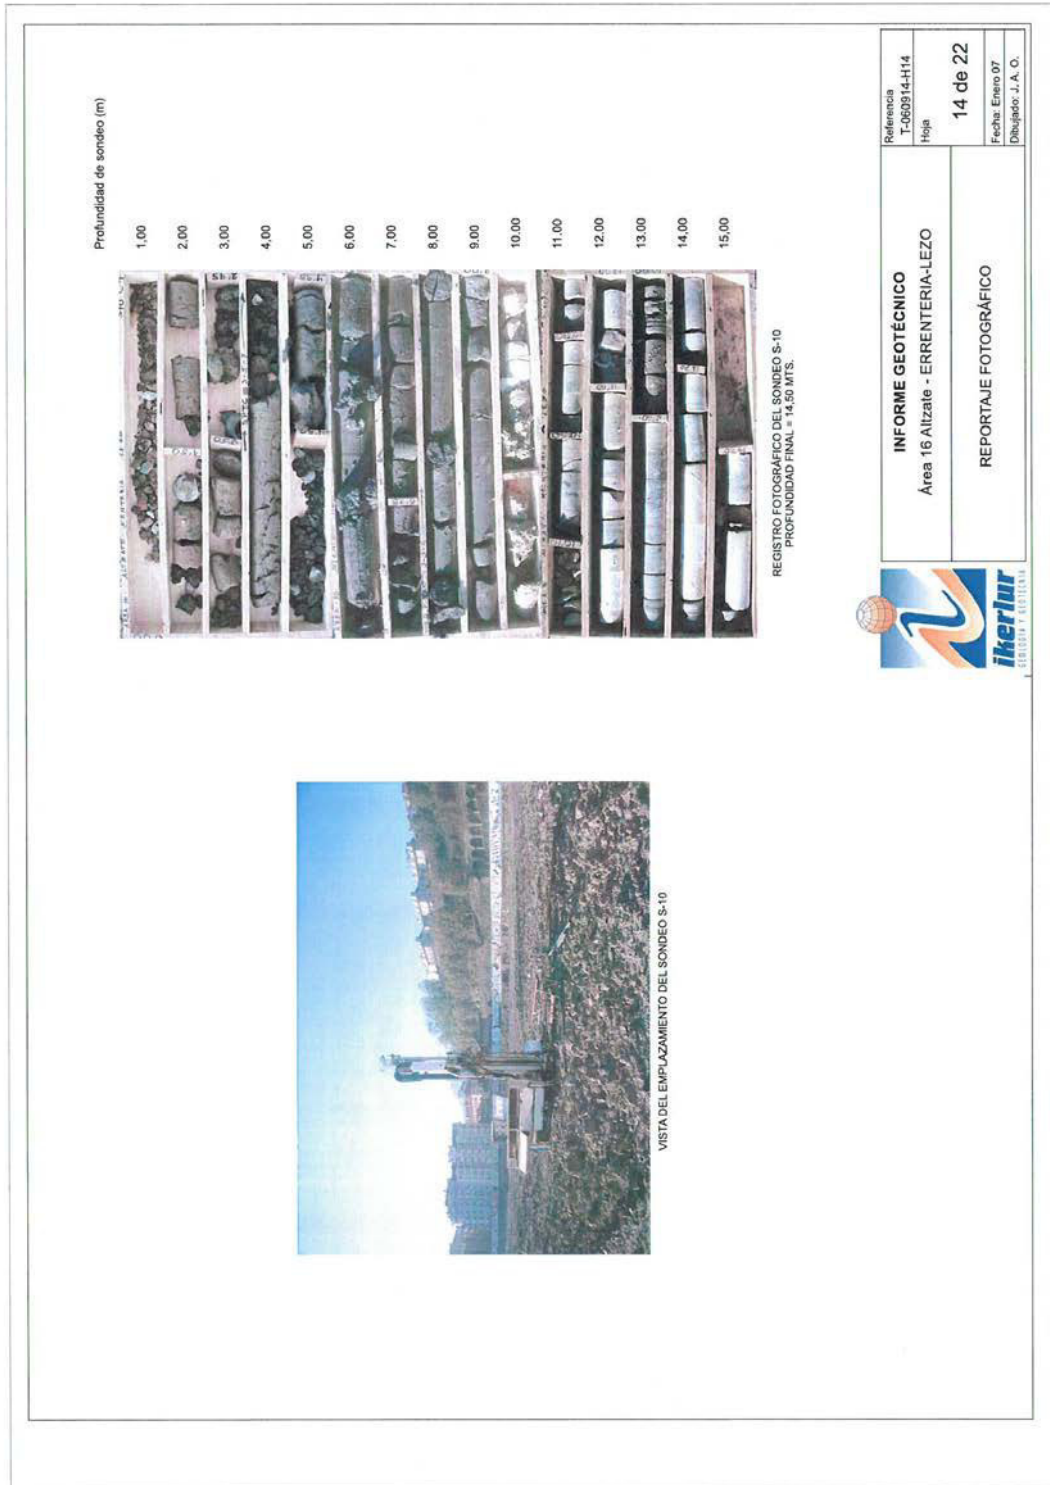 Profundidad de sondeo (m)
1,00
2,00
3,00
4,00
5,00
6,00
7,00
8,00
9.00
10.00
11.00
12.00
13.00
14,00
15,00
REGISTRO FOTOGRÁFICO DEL SONDEO S-10
PROFUNDIDAD FINAL = 14,50 MTS.
VISTA DEL EMPLAZAMIENTO DEL SONDEO S-10
ikerlur
GEOLOGIA Y GEOTECNIA
INFORME GEOTÉCNICO
Área 16 Altzate - ERRENTERIA-LEZO
REPORTAJE FOTOGRÁFICO
Referencia
T-060914-H14
Hoja
14 de 22
Fecha: Enero 07
Dibujado: J. A. O.